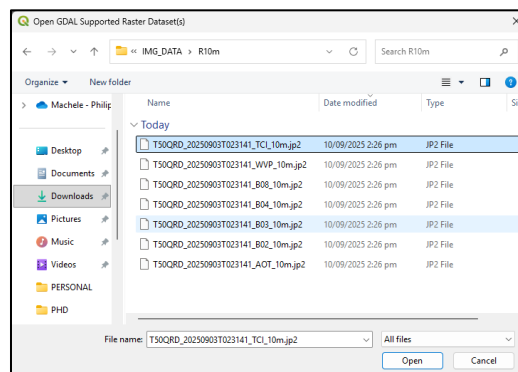 Open GDAL Supported Raster Dataset(s)
« IMG_DATA > R10m
Search R10m
Organize
New folder
Machele - Philip
Name
Date modified
Type
Si
Today
Desktop
T50QRD_20250903T023141_TCI_10m.jp2
10/09/2025 2:26 pm
JP2 File
Documents
T50QRD_20250903T023141_WVP_10m.jp2
10/09/2025 2:26 pm
JP2 File
Downloads
T50QRD_20250903T023141_B08_10m.jp2
10/09/2025 2:26 pm
JP2 File
Pictures
T50QRD_20250903T023141_B04_10m.jp2
10/09/2025 2:26 pm
JP2 File
Music
T50QRD_20250903T023141_B03_10m.jp2
10/09/2025 2:26 pm
JP2 File
Videos
T50QRD_20250903T023141_B02_10m.jp2
10/09/2025 2:26 pm
JP2 File
PERSONAL
T50QRD_20250903T023141_AOT_10m.jp2
10/09/2025 2:26 pm
JP2 File
PHD
File name:
T50QRD_20250903T023141_TCI_10m.jp2
All files
Open
Cancel